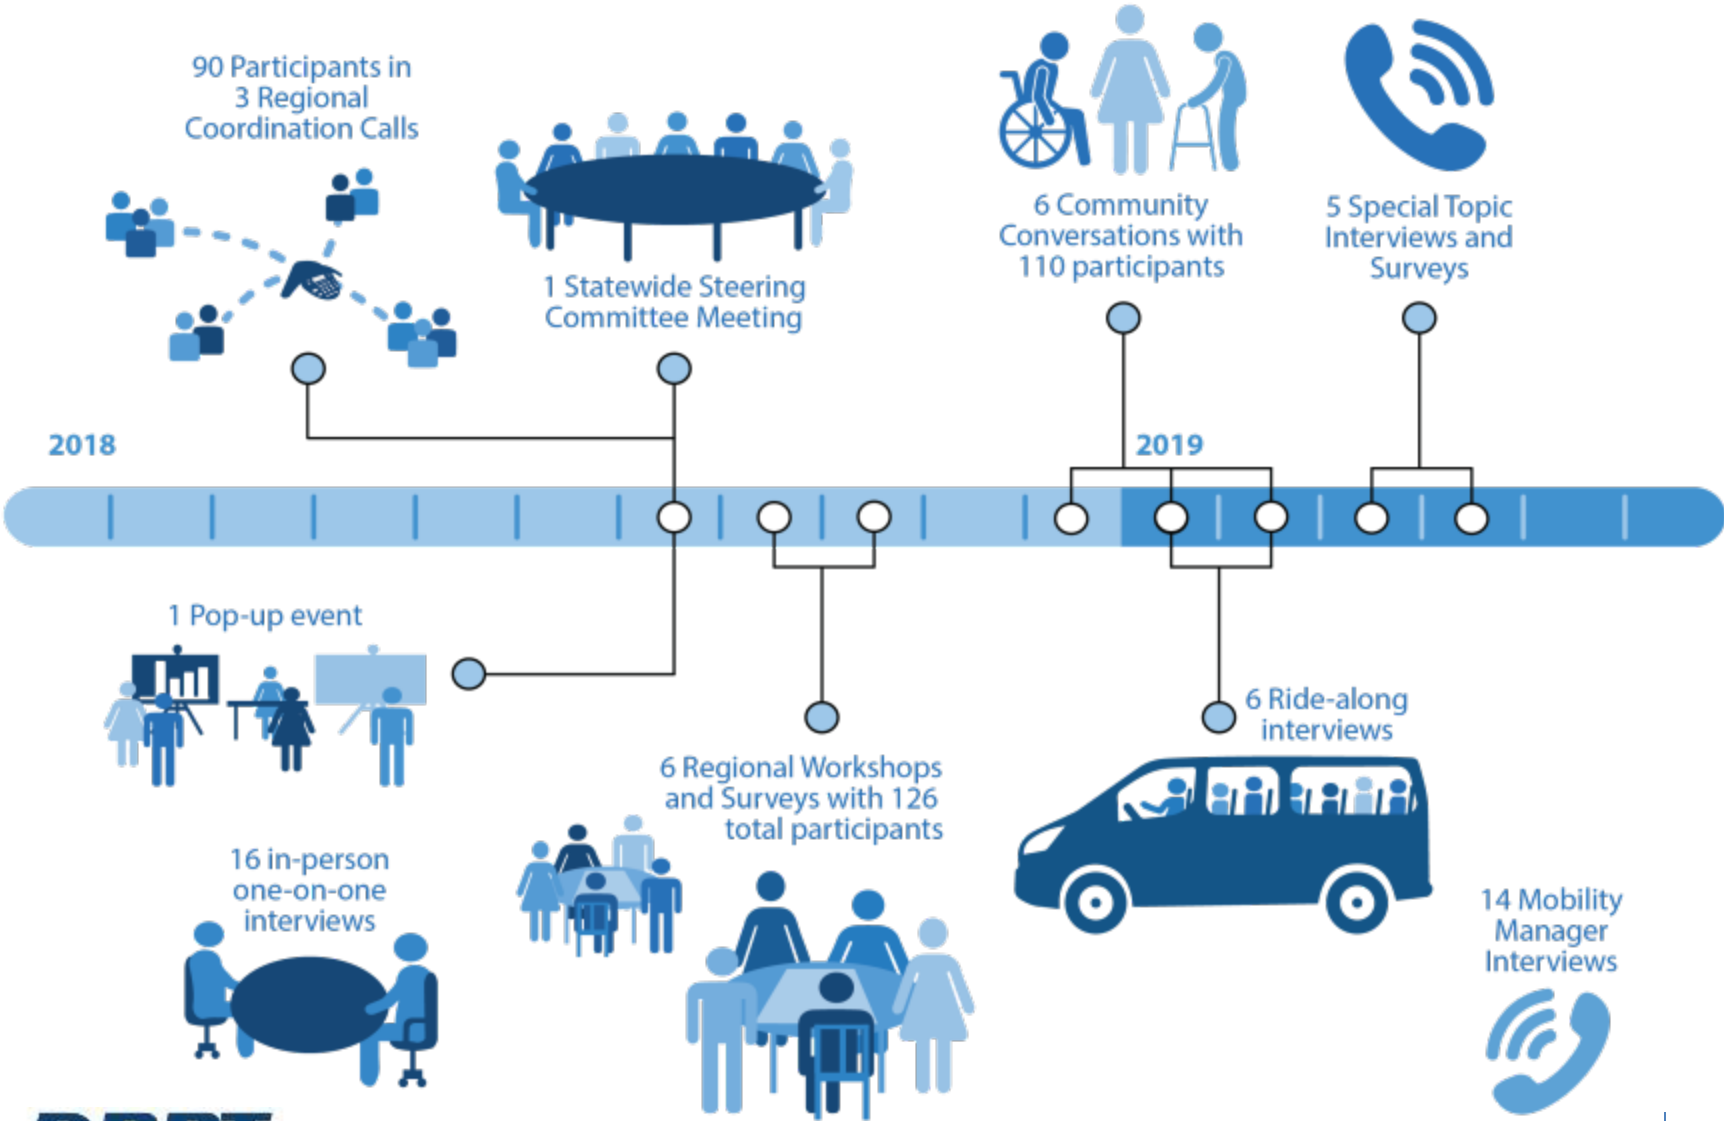 90 Participants in
3 Regional
Coordination Calls
1 Statewide Steering
Committee Meeting
6 Community
Conversations with
110 participants
5 Special Topic
Interviews and
Surveys
2018
2019
1 Pop-up event
6 Ride-along
interviews
6 Regional Workshops
and Surveys with 126
total participants
16 in-person
one-on-one
interviews
14 Mobility
Manager
Interviews